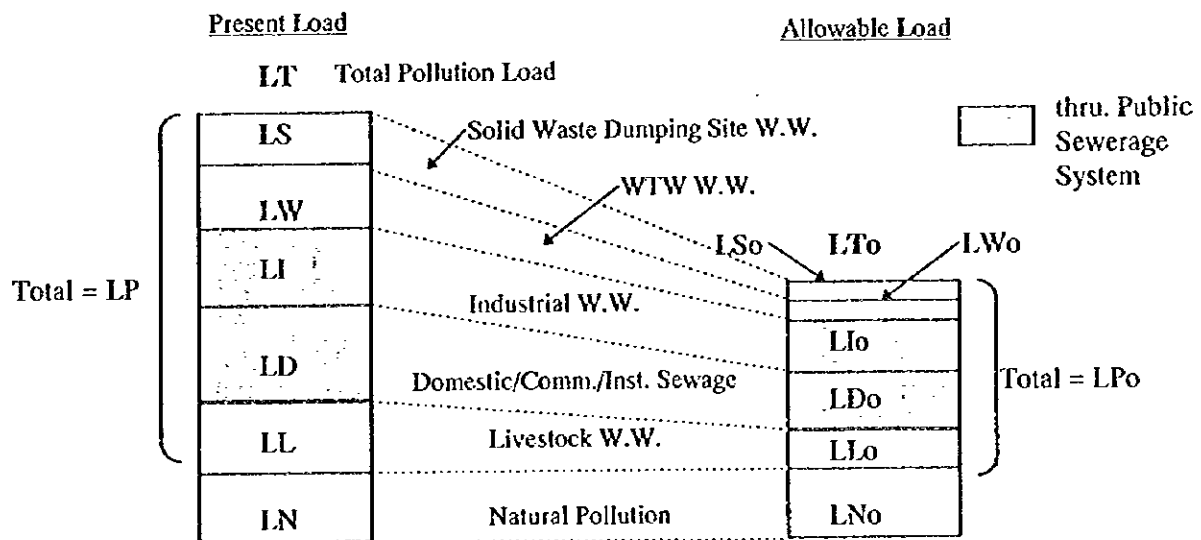 Present Load
Allowable Load
LT Total Pollution Load
thru. Public
Sewerage
System
LS
Solid Waste Dumping Site W.W.
WTW W.W.
LW
LSo LTo LWo
LI
Total = LP
Industrial W.W.
LIo
LD
Domestic/Comm./Inst. Sewage
LDo
Total = LPo
LL
Livestock W.W.
LLo
LN
Natural Pollution
LNo